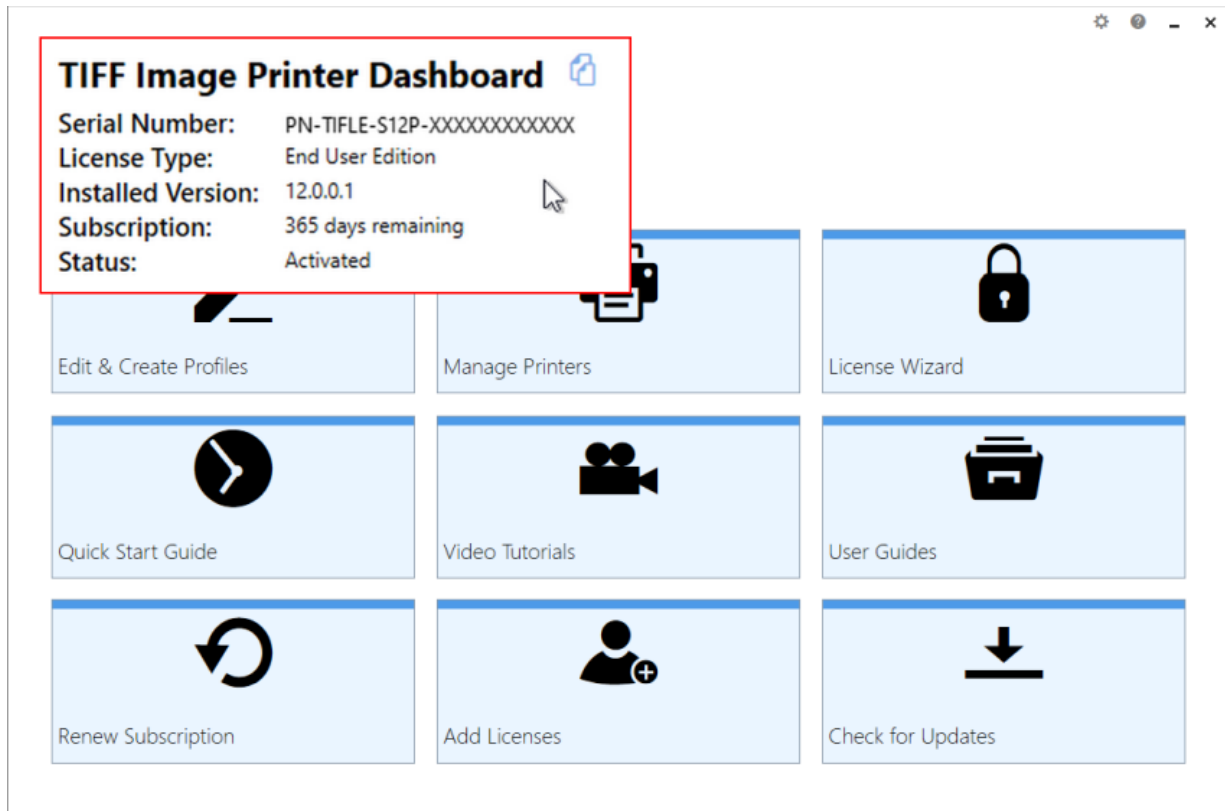 TIFF Image Printer Dashboard
Serial Number: PN-TIFLE-S12P-XXXXXXXXXXXX
License Type: End User Edition
Installed Version: 12.0.0.1
Subscription: 365 days remaining
Status: Activated
Edit & Create Profiles
Manage Printers
License Wizard
Quick Start Guide
Video Tutorials
User Guides
Renew Subscription
Add Licenses
Check for Updates